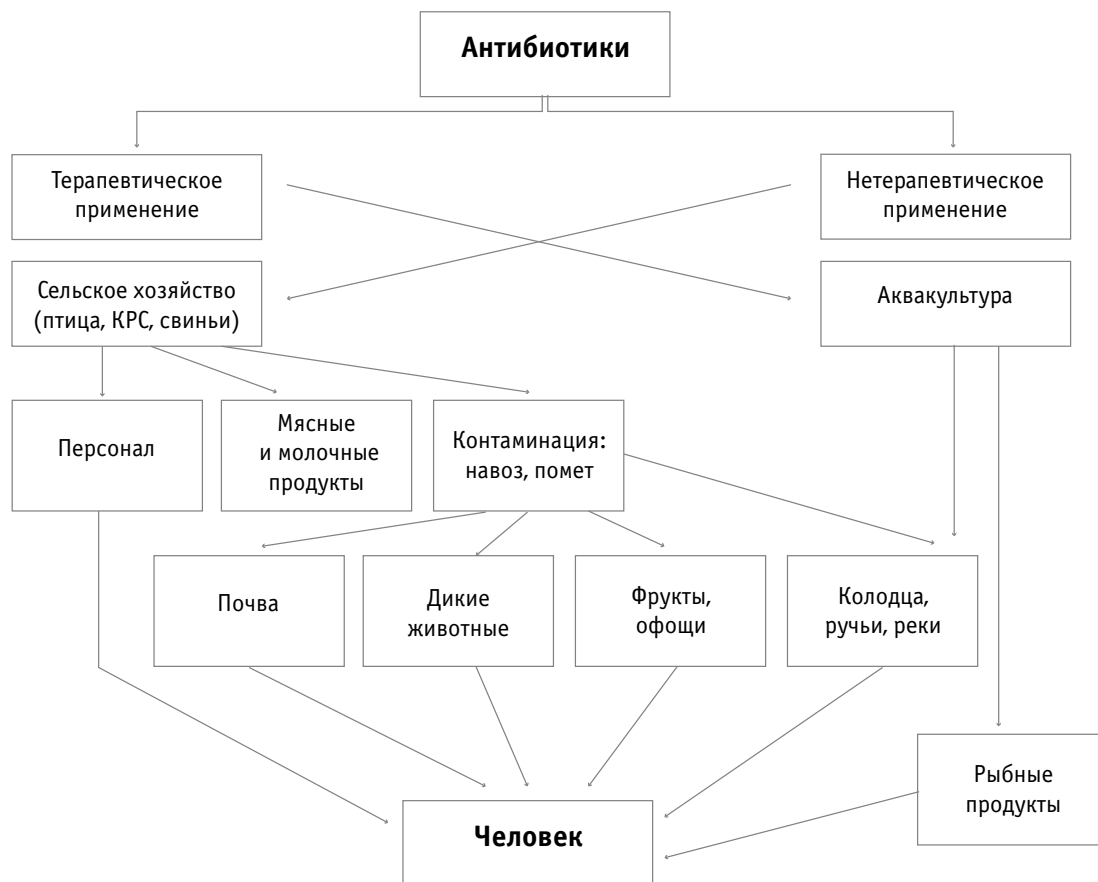 Антибиотики
Терапевтическое
применение
Нетерапевтическое
применение
Сельское хозяйство
(птица, КРС, свиньи)
Аквакультура
Персонал
Мясные
и молочные
продукты
Контаминация:
навоз, помет
Почва
Дикие
животные
Фрукты,
офощи
Колодца,
ручьи, реки
Рыбные
продукты
Человек